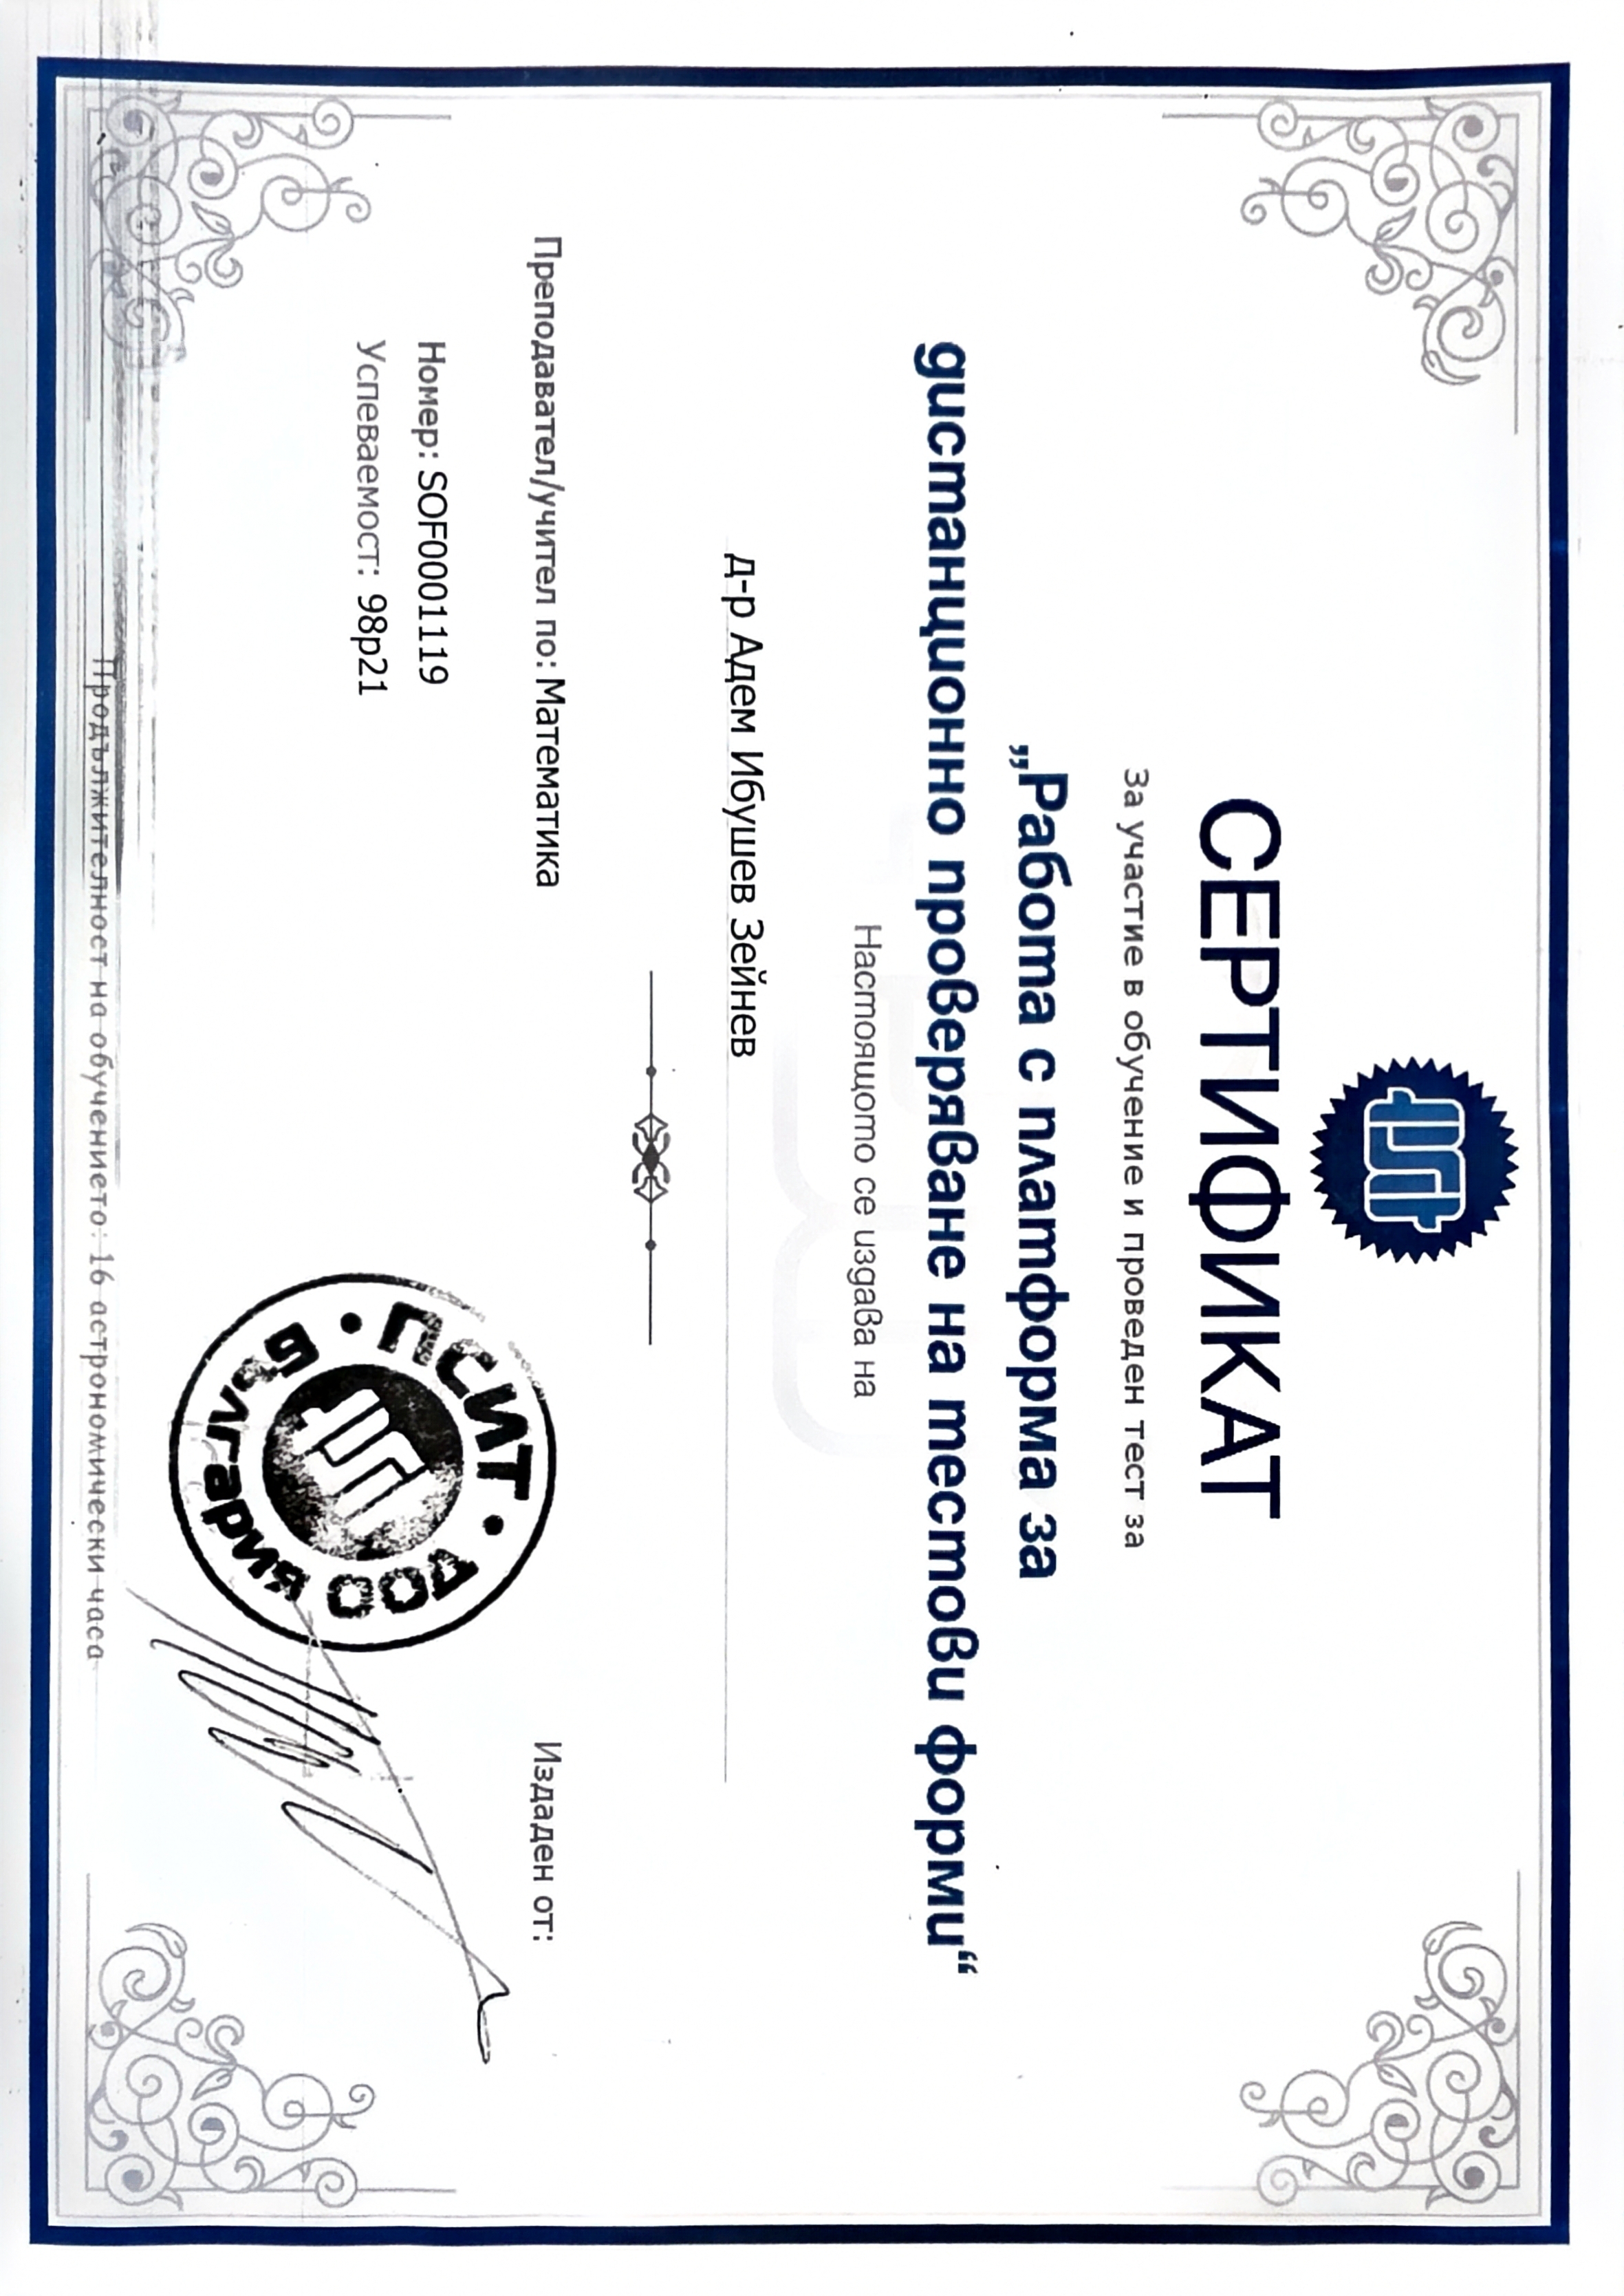 СЕРТИФИКАТ
За участие в обучение и проведен тест за
„Работа с платформа за
дистанционно проверяване на тестови форми“
Настоящото се издава на
д-р Адем Ибушев Зейнев
Преподавател/учител по: Математика
Издаден от:
Номер: SOF0001119
Успеваемост: 98p21
• ПСИТ • ООД
България
Продължителност на обучението: 16 астрономически часа